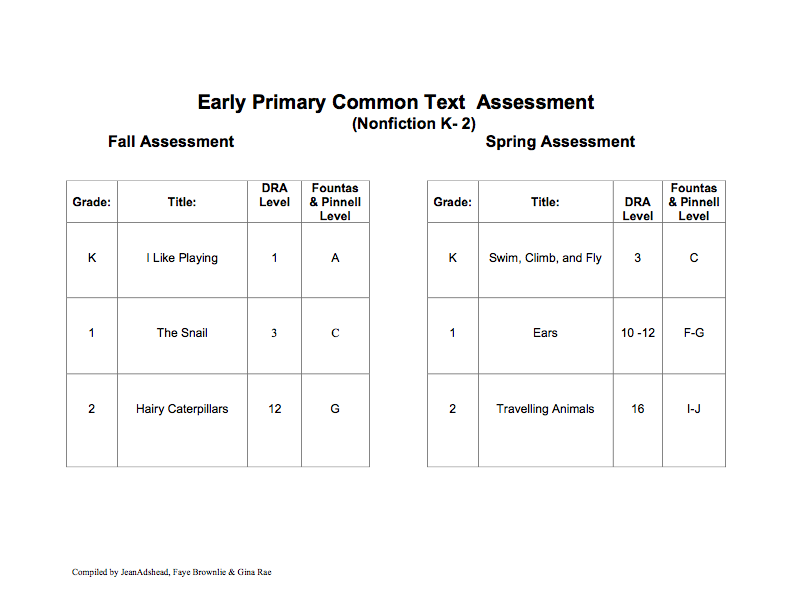 Early Primary Common Text  Assessment
(Nonfiction K- 2)
Fall Assessment
Grade: Title: DRA Level Fountas & Pinnell Level
K I Like Playing 1 A
1 The Snail 3 C
2 Hairy Caterpillars 12 G
Spring Assessment
Grade: Title: DRA Level Fountas & Pinnell Level
K Swim, Climb, and Fly 3 C
1 Ears 10 -12 F-G
2 Travelling Animals 16 I-J
Compiled by JeanAdshead, Faye Brownlie & Gina Rae